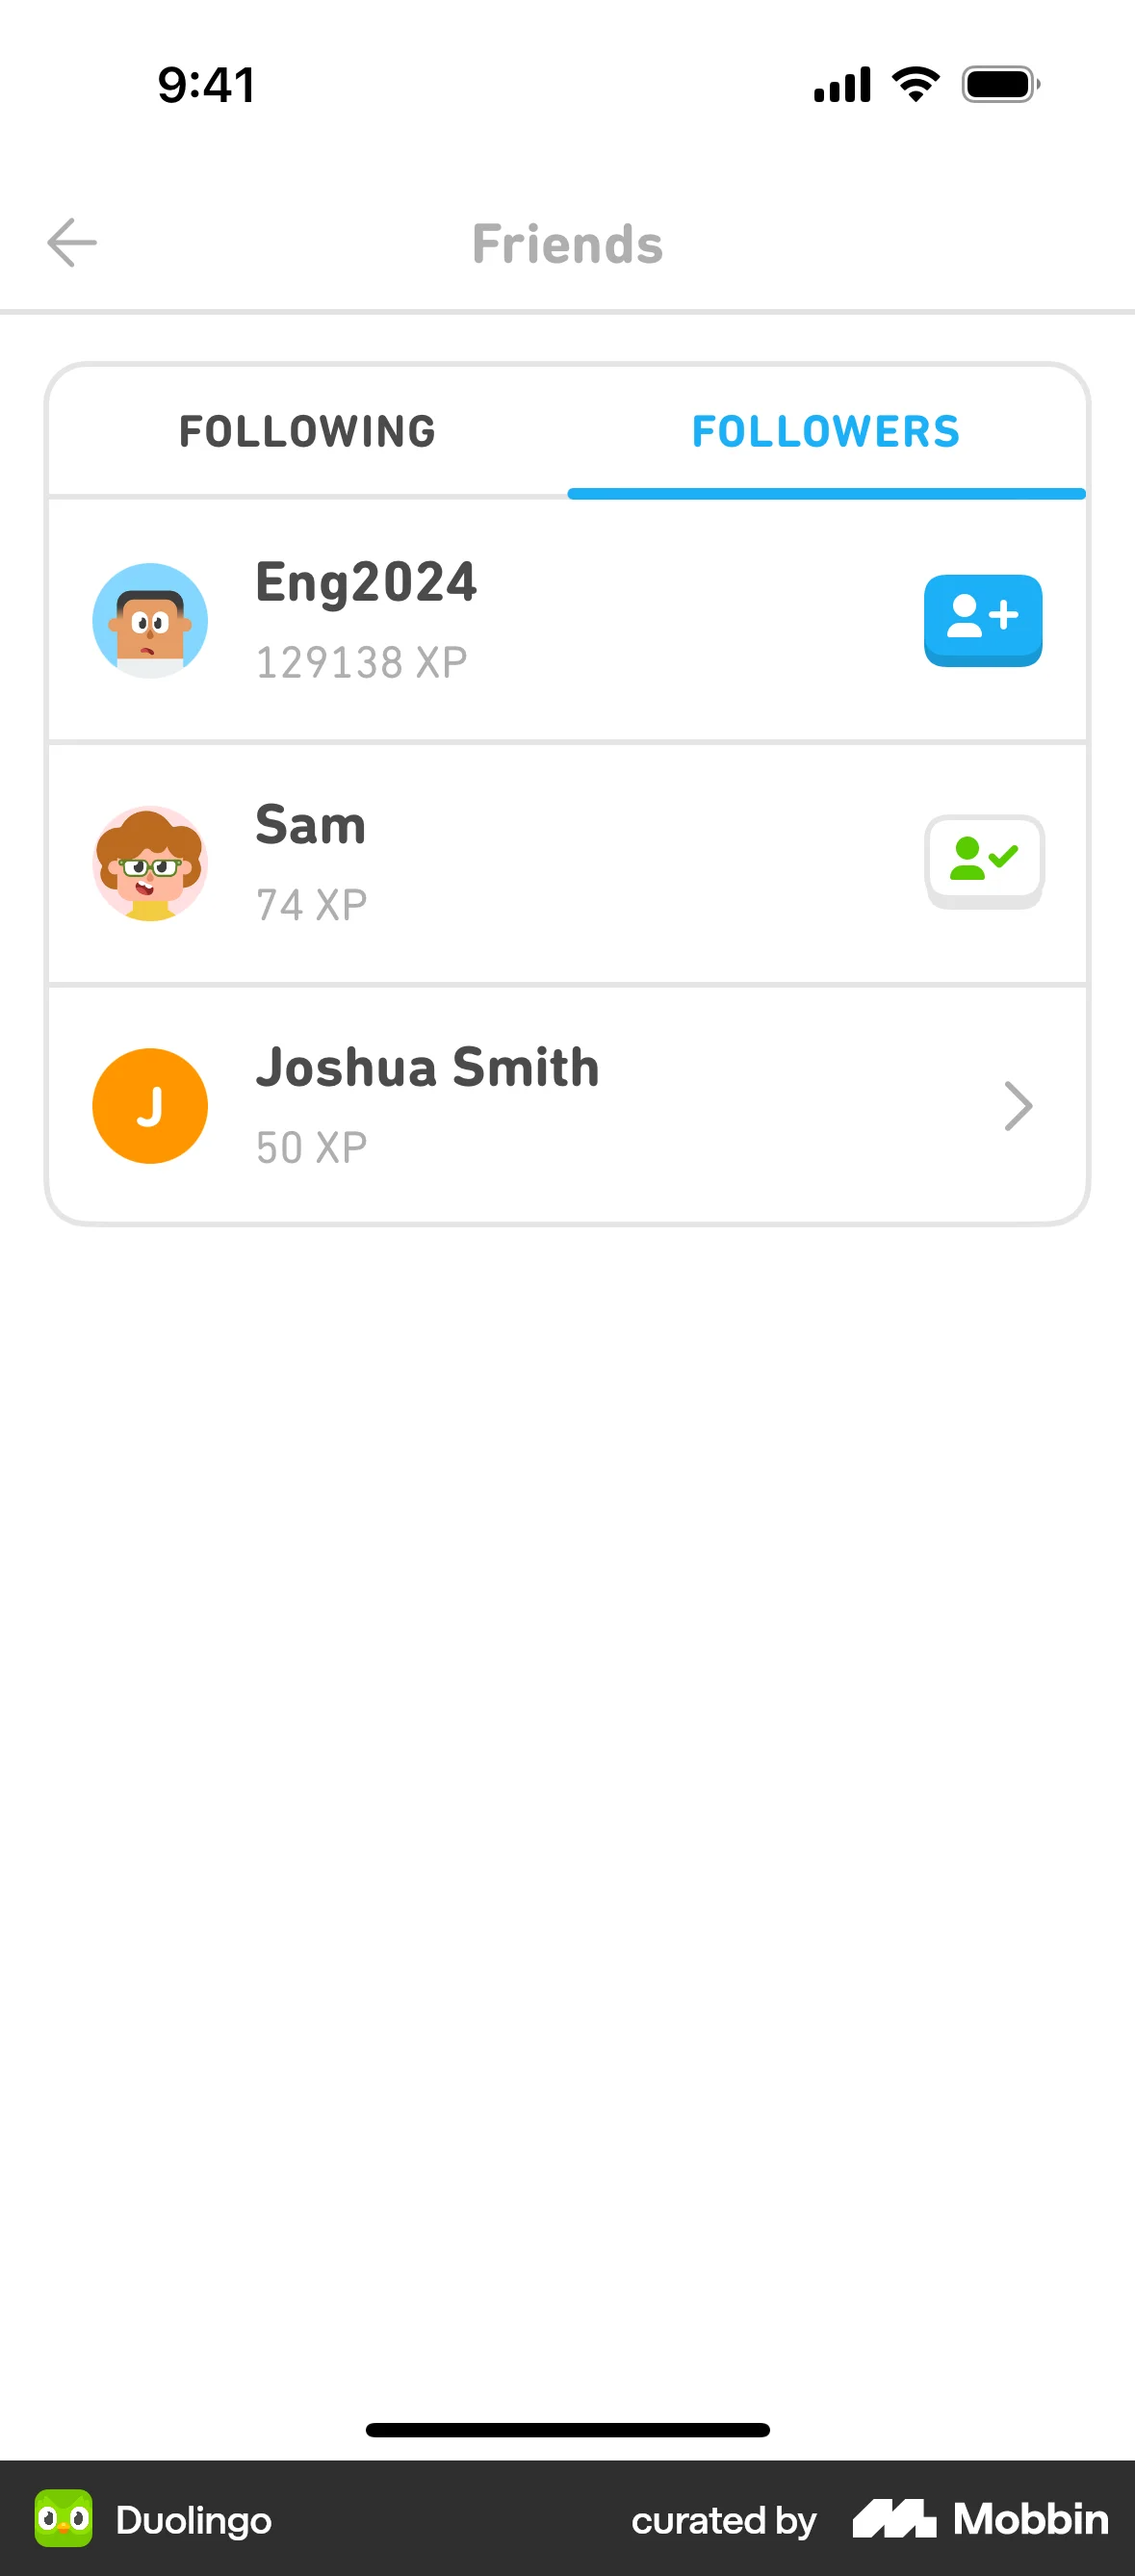 9:41
Friends
FOLLOWING FOLLOWERS
Eng2024
129138 XP
Sam
74 XP
J
Joshua Smith
50 XP
Duolingo curated by Mobbin